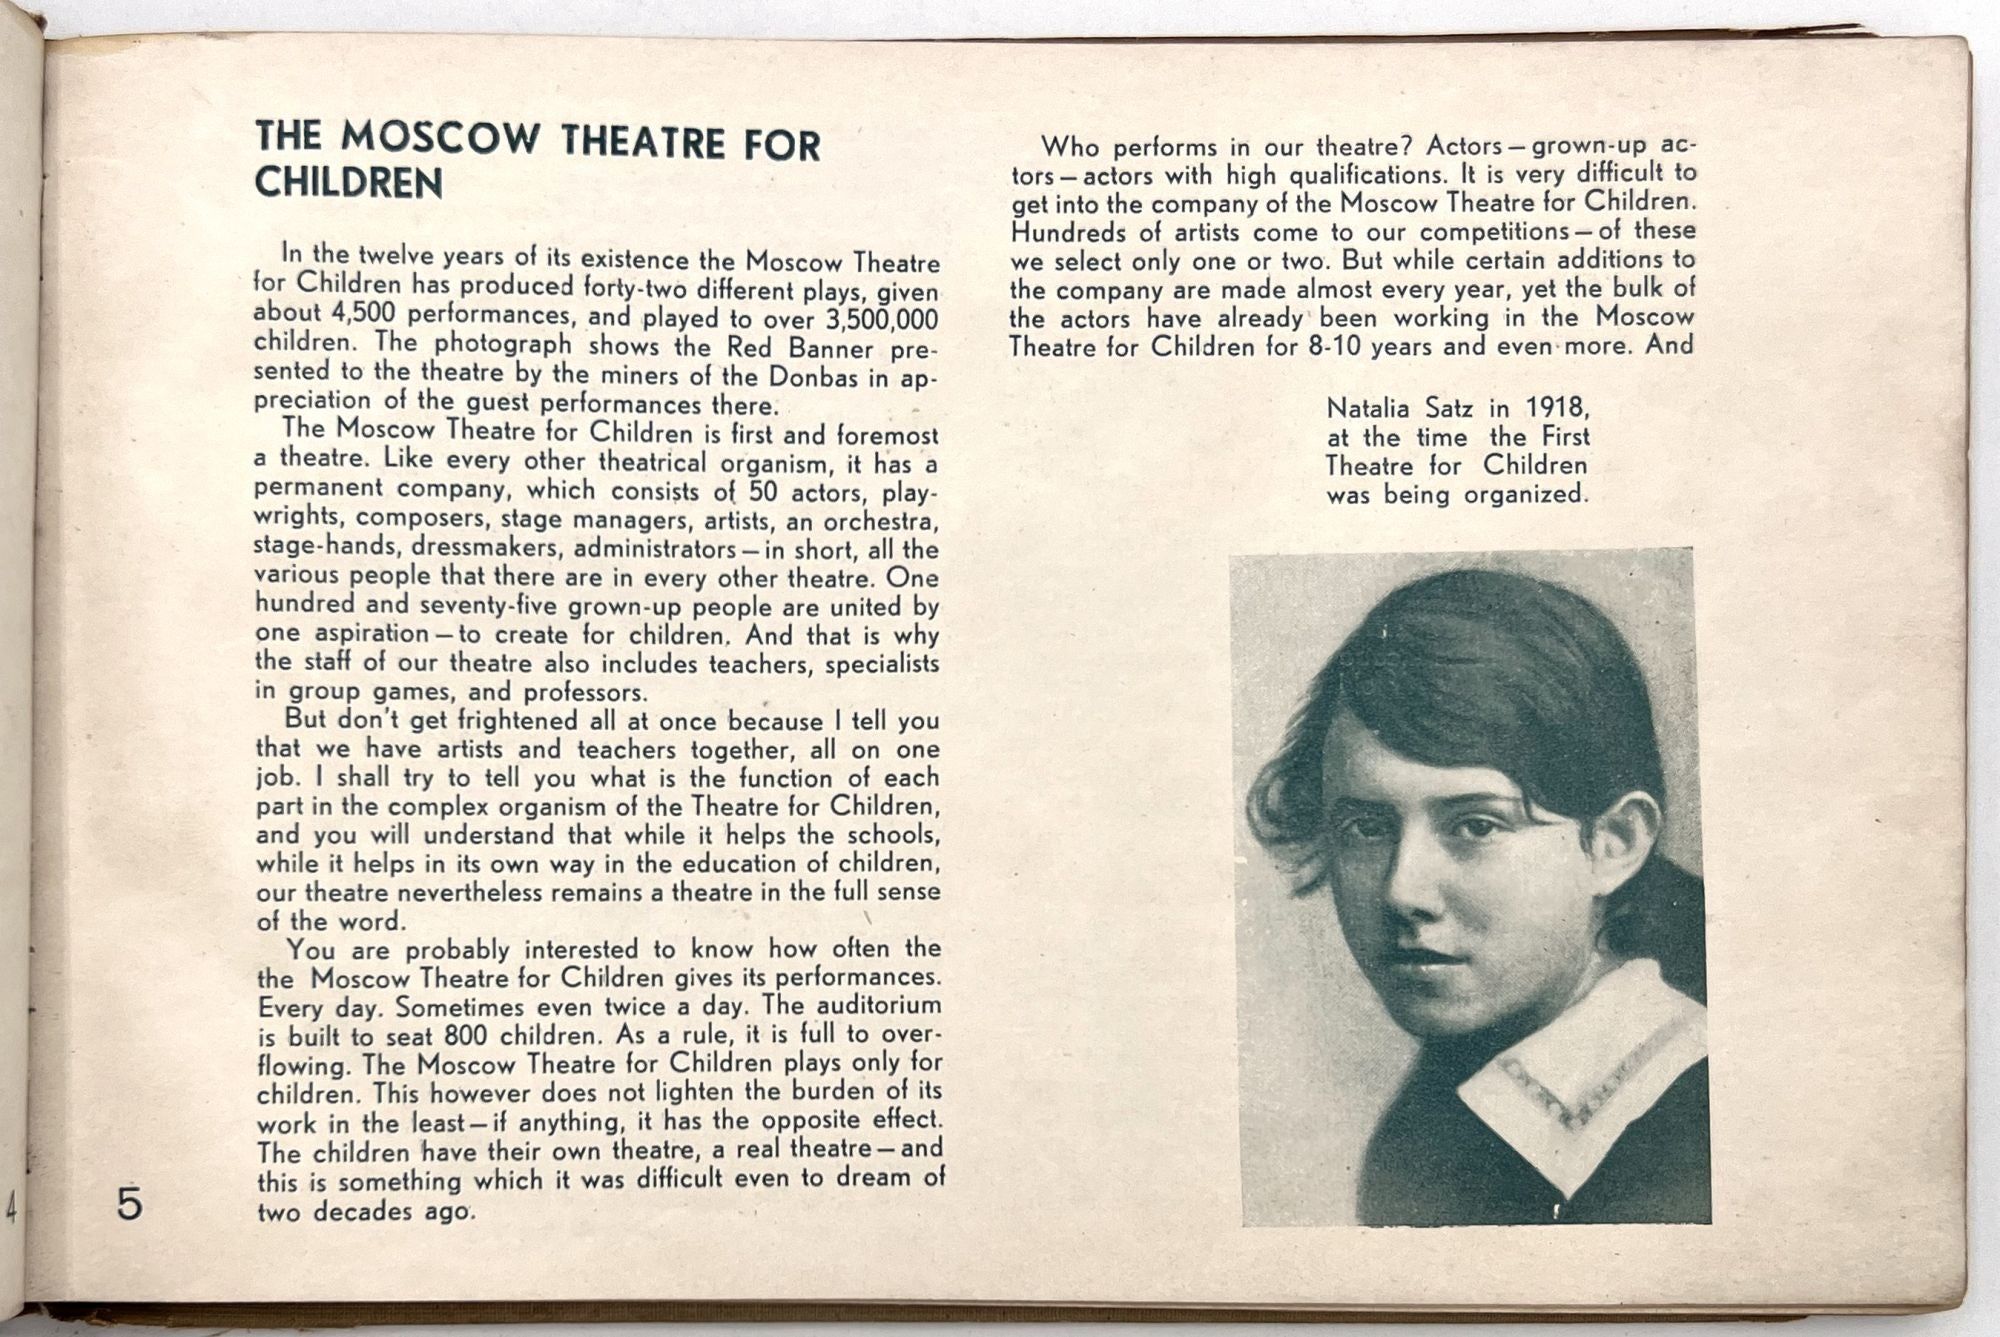 THE MOSCOW THEATRE FOR
CHILDREN
In the twelve years of its existence the Moscow Theatre
for Children has produced forty-two different plays, given
about 4,500 performances, and played to over 3,500,000
children. The photograph shows the Red Banner pre-
sented to the theatre by the miners of the Donbas in ap-
preciation of the guest performances there.
The Moscow Theatre for Children is first and foremost
a theatre. Like every other theatrical organism, it has a
permanent company, which consists of 50 actors, play-
wrights, composers, stage managers, artists, an orchestra,
stage-hands, dressmakers, administrators — in short, all the
various people that there are in every other theatre. One
hundred and seventy-five grown-up people are united by
one aspiration — to create for children. And that is why
the staff of our theatre also includes teachers, specialists
in group games, and professors.
But don't get frightened all at once because I tell you
that we have artists and teachers together, all on one
job. I shall try to tell you what is the function of each
part in the complex organism of the Theatre for Children,
and you will understand that while it helps the schools,
while it helps in its own way in the education of children,
our theatre nevertheless remains a theatre in the full sense
of the word.
You are probably interested to know how often the
the Moscow Theatre for Children gives its performances.
Every day. Sometimes even twice a day. The auditorium
is built to seat 800 children. As a rule, it is full to over-
flowing. The Moscow Theatre for Children plays only for
children. This however does not lighten the burden of its
work in the least — if anything, it has the opposite effect.
The children have their own theatre, a real theatre — and
this is something which it was difficult even to dream of
two decades ago.
5
4
Who performs in our theatre? Actors — grown-up ac-
tors — actors with high qualifications. It is very difficult to
get into the company of the Moscow Theatre for Children.
Hundreds of artists come to our competitions — of these
we select only one or two. But while certain additions to
the company are made almost every year, yet the bulk of
the actors have already been working in the Moscow
Theatre for Children for 8-10 years and even more. And
Natalia Satz in 1918,
at the time the First
Theatre for Children
was being organized.